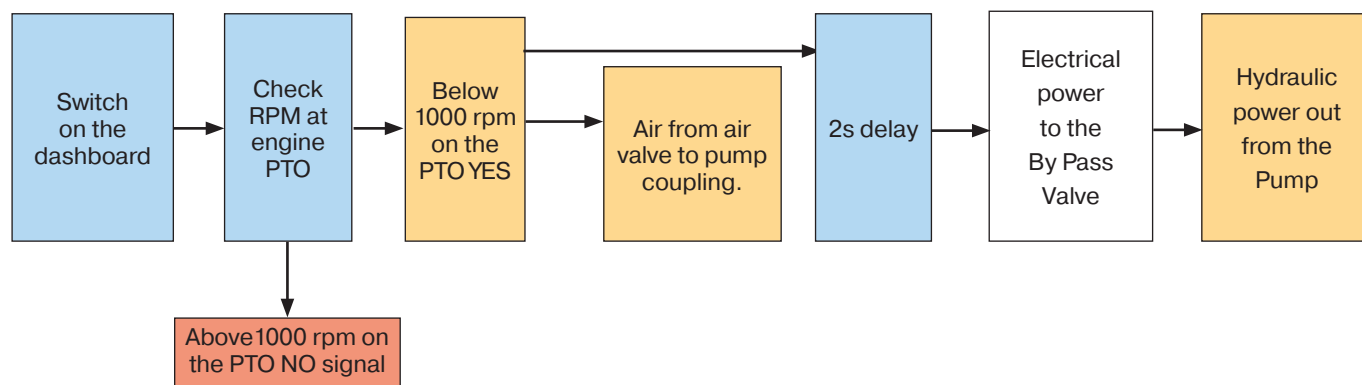 Switch
on the
dashboard
Check
RPM at
engine
PTO
Below
1000 rpm
on the
PTO YES
Air from air
valve to pump
coupling.
2s delay
Electrical
power
to the
By Pass
Valve
Hydraulic
power out
from the
Pump
Above1000 rpm on
the PTO NO signal